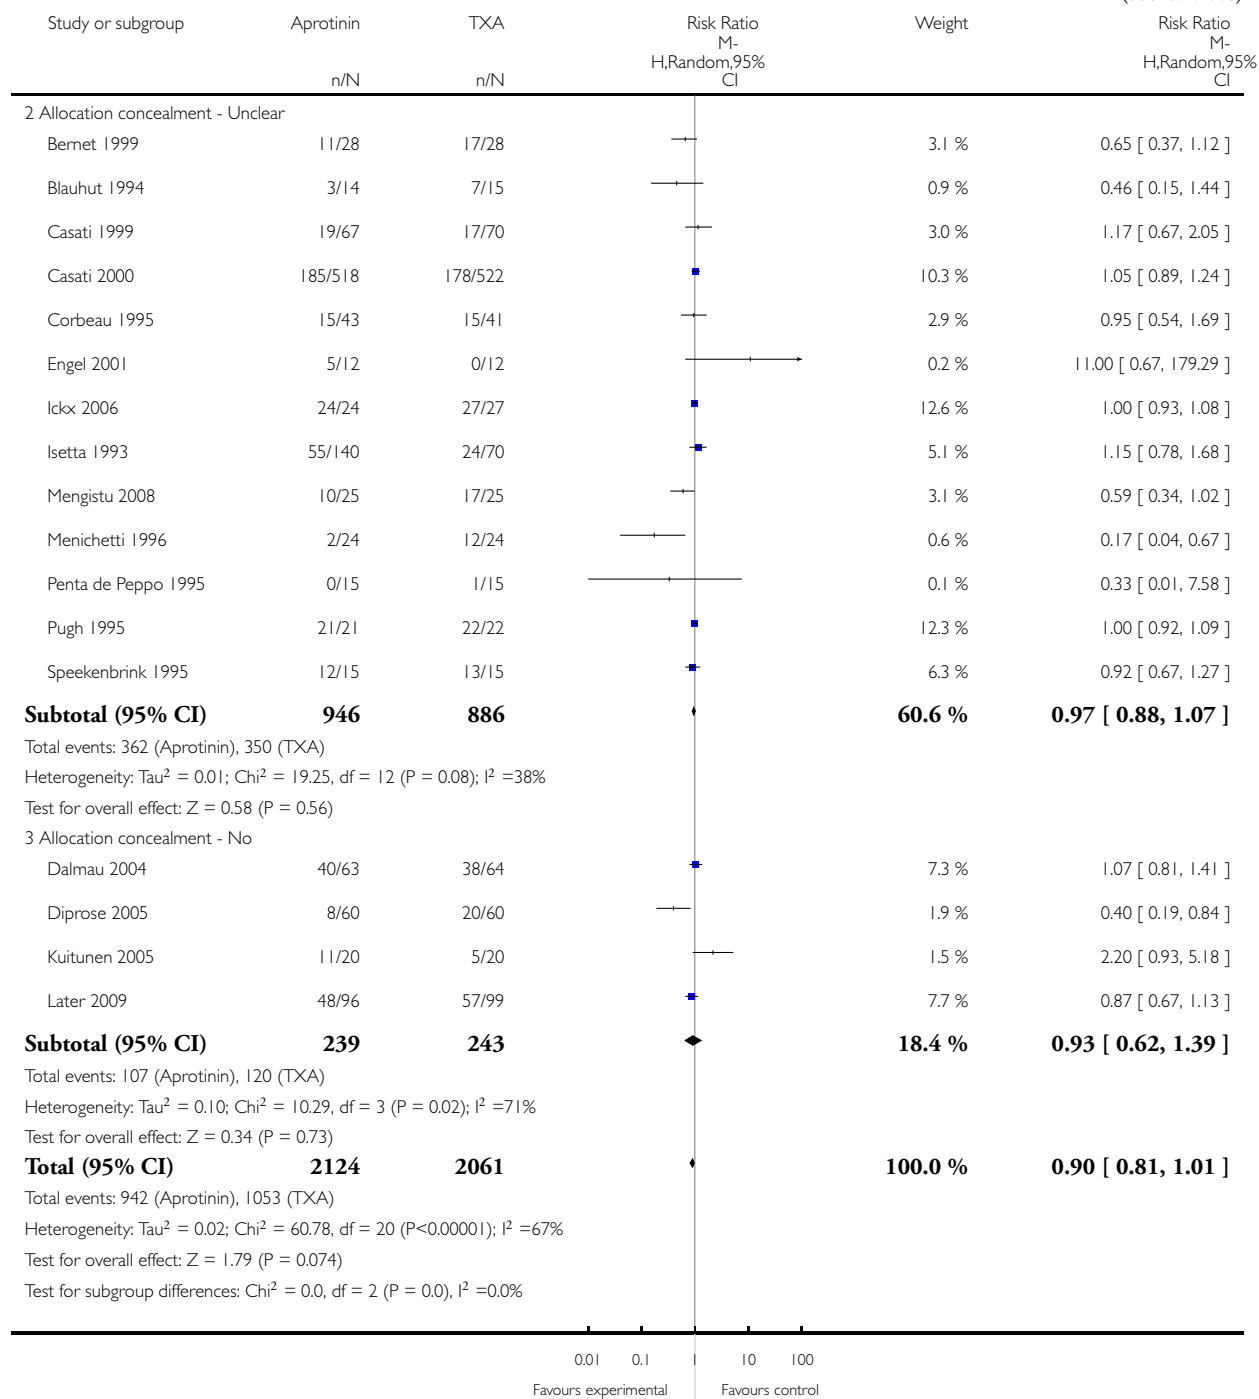 Study or subgroup Aprotinin TXA Risk Ratio Weight Risk Ratio
M- M-
H,Random,95% H,Random,95%
n/N n/N CI CI
2 Allocation concealment - Unclear
Bernet 1999 11/28 17/28 3.1 % 0.65 [ 0.37, 1.12 ]
Blauhut 1994 3/14 7/15 0.9 % 0.46 [ 0.15, 1.44 ]
Casati 1999 19/67 17/70 3.0 % 1.17 [ 0.67, 2.05 ]
Casati 2000 185/518 178/522 10.3 % 1.05 [ 0.89, 1.24 ]
Corbeau 1995 15/43 15/41 2.9 % 0.95 [ 0.54, 1.69 ]
Engel 2001 5/12 0/12 0.2 % 11.00 [ 0.67, 179.29 ]
Ickx 2006 24/24 27/27 12.6 % 1.00 [ 0.93, 1.08 ]
Isetta 1993 55/140 24/70 5.1 % 1.15 [ 0.78, 1.68 ]
Mengistu 2008 10/25 17/25 3.1 % 0.59 [ 0.34, 1.02 ]
Menichetti 1996 2/24 12/24 0.6 % 0.17 [ 0.04, 0.67 ]
Penta de Peppo 1995 0/15 1/15 0.1 % 0.33 [ 0.01, 7.58 ]
Pugh 1995 21/21 22/22 12.3 % 1.00 [ 0.92, 1.09 ]
Speekenbrink 1995 12/15 13/15 6.3 % 0.92 [ 0.67, 1.27 ]
Subtotal (95% CI) 946 886 60.6 % 0.97 [ 0.88, 1.07 ]
Total events: 362 (Aprotinin), 350 (TXA)
Heterogeneity: Tau² = 0.01; Chi² = 19.25, df = 12 (P = 0.08); I² =38%
Test for overall effect: Z = 0.58 (P = 0.56)
3 Allocation concealment - No
Dalmau 2004 40/63 38/64 7.3 % 1.07 [ 0.81, 1.41 ]
Diprose 2005 8/60 20/60 1.9 % 0.40 [ 0.19, 0.84 ]
Kuitunen 2005 11/20 5/20 1.5 % 2.20 [ 0.93, 5.18 ]
Later 2009 48/96 57/99 7.7 % 0.87 [ 0.67, 1.13 ]
Subtotal (95% CI) 239 243 18.4 % 0.93 [ 0.62, 1.39 ]
Total events: 107 (Aprotinin), 120 (TXA)
Heterogeneity: Tau² = 0.10; Chi² = 10.29, df = 3 (P = 0.02); I² =71%
Test for overall effect: Z = 0.34 (P = 0.73)
Total (95% CI) 2124 2061 100.0 % 0.90 [ 0.81, 1.01 ]
Total events: 942 (Aprotinin), 1053 (TXA)
Heterogeneity: Tau² = 0.02; Chi² = 60.78, df = 20 (P<0.00001); I² =67%
Test for overall effect: Z = 1.79 (P = 0.074)
Test for subgroup differences: Chi² = 0.0, df = 2 (P = 0.0), I² =0.0%
0.01 0.1 1 10 100
Favours experimental Favours control